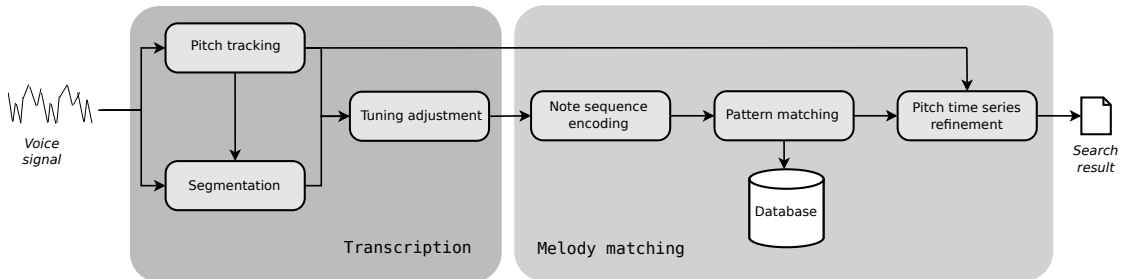 Voice
signal
Pitch tracking
Segmentation
Tuning adjustment
Transcription
Note sequence
encoding
Pattern matching
Database
Pitch time series
refinement
Melody matching
Search
result